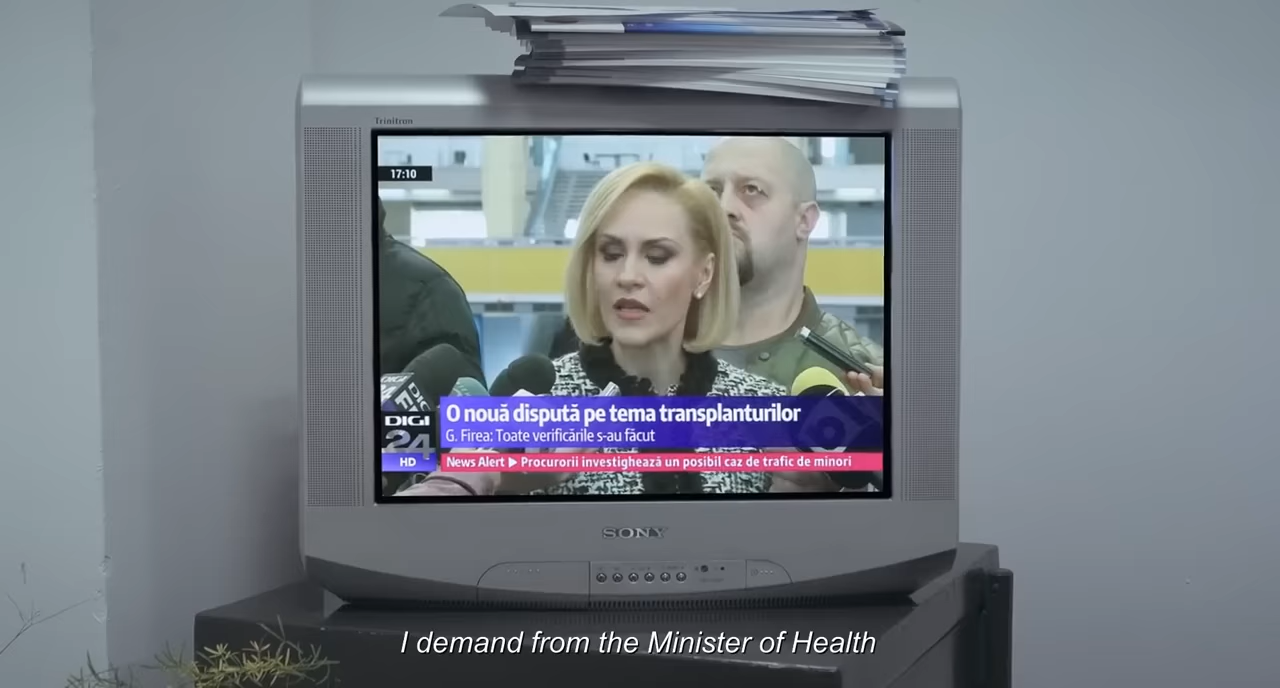 Trinitron
17:10
DIGI
24
HD
O nouă dispută pe tema transplanturilor
G. Firea: Toate verificările s-au făcut
News Alert ▶ Procurorii investighează un posibil caz de trafic de minori
SONY
I demand from the Minister of Health